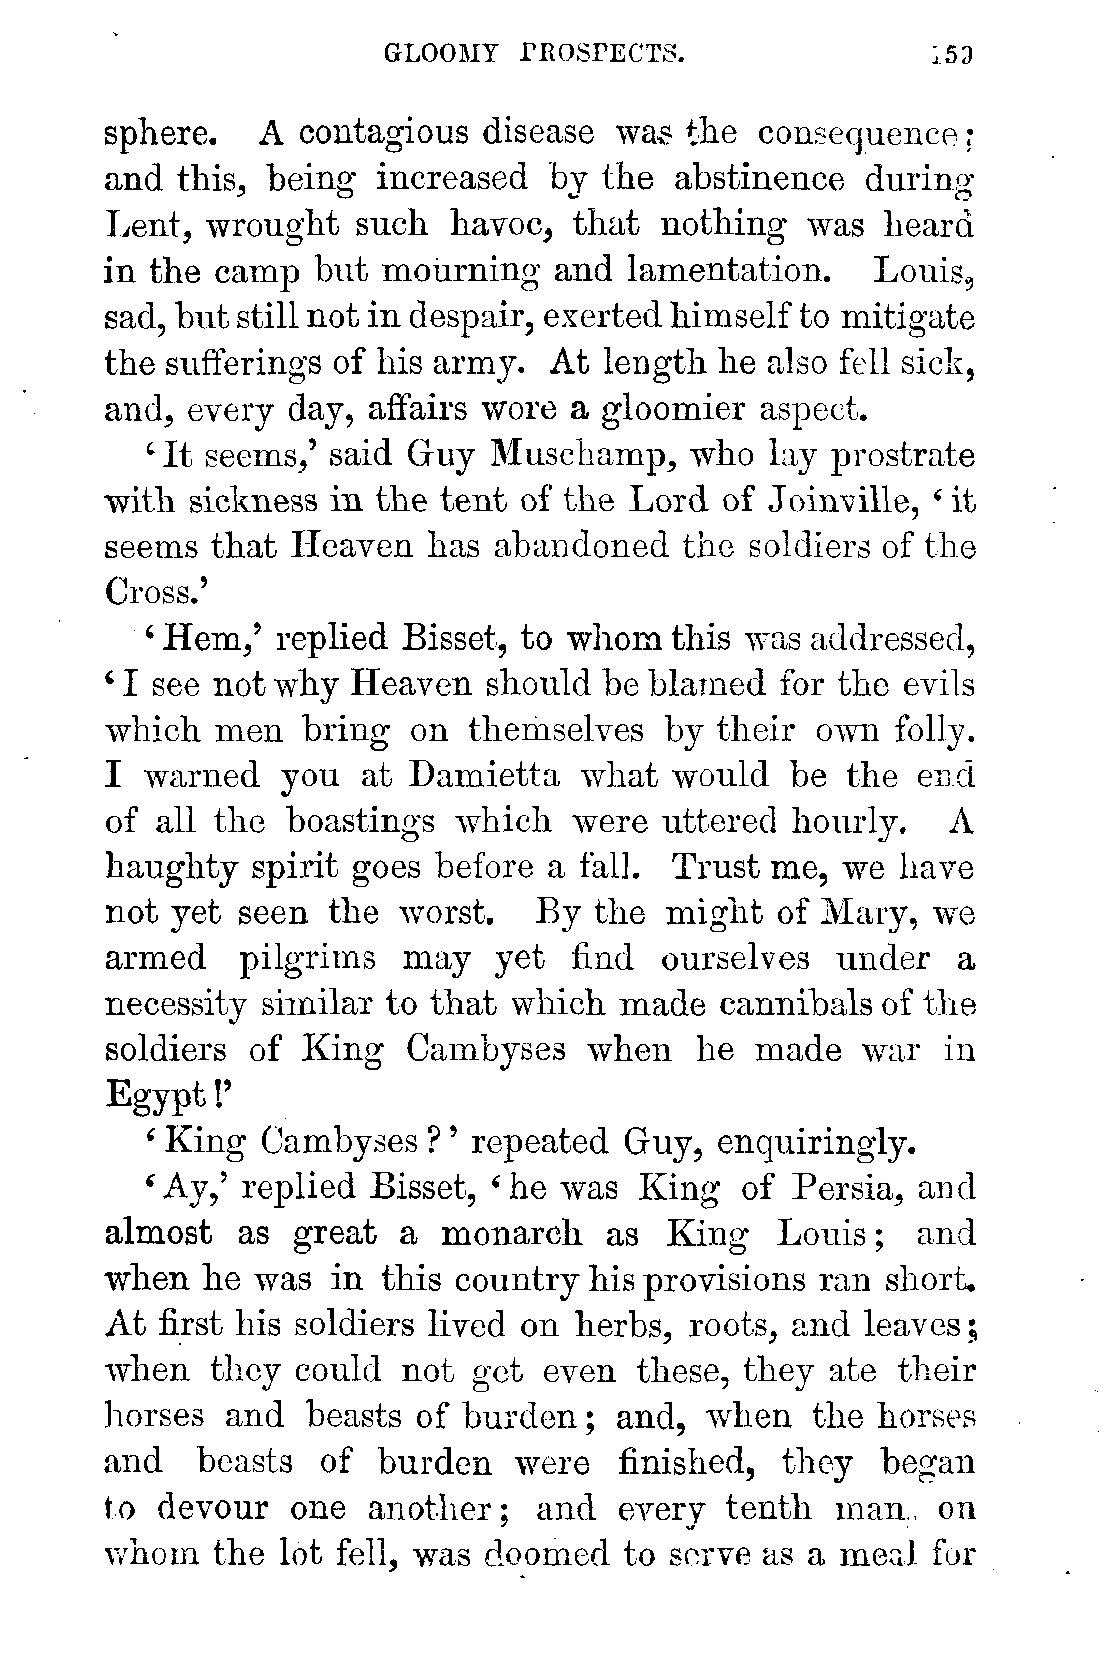 GLOOMY PROSPECTS. 159
sphere. A contagious disease was the consequence;
and this, being increased by the abstinence during
Lent, wrought such havoc, that nothing was heard
in the camp but mourning and lamentation. Louis,
sad, but still not in despair, exerted himself to mitigate
the sufferings of his army. At length he also fell sick,
and, every day, affairs wore a gloomier aspect.
‘It seems,’ said Guy Muschamp, who lay prostrate
with sickness in the tent of the Lord of Joinville, ‘it
seems that Heaven has abandoned the soldiers of the
Cross.’
‘Hem,’ replied Bisset, to whom this was addressed,
‘I see not why Heaven should be blamed for the evils
which men bring on themselves by their own folly.
I warned you at Damietta what would be the end
of all the boastings which were uttered hourly. A
haughty spirit goes before a fall. Trust me, we have
not yet seen the worst. By the might of Mary, we
armed pilgrims may yet find ourselves under a
necessity similar to that which made cannibals of the
soldiers of King Cambyses when he made war in
Egypt!’
‘King Cambyses?’ repeated Guy, enquiringly.
‘Ay,’ replied Bisset, ‘he was King of Persia, and
almost as great a monarch as King Louis; and
when he was in this country his provisions ran short.
At first his soldiers lived on herbs, roots, and leaves;
when they could not get even these, they ate their
horses and beasts of burden; and, when the horses
and beasts of burden were finished, they began
to devour one another; and every tenth man, on
whom the lot fell, was doomed to serve as a meal for